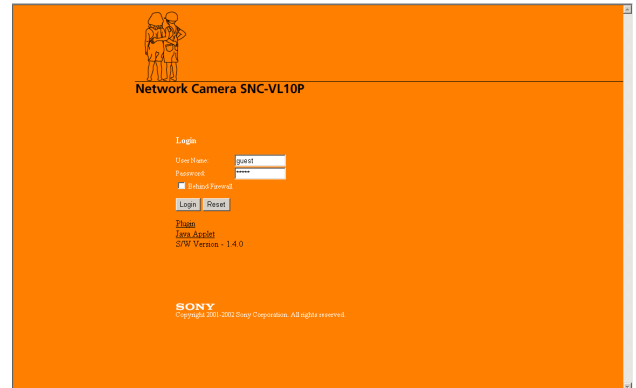 Network Camera SNC-VL10P
Login
User Name: guest
Password: *****
Behind Firewall
Login Reset
Plugin
Java Applet
S/W Version - 1.4.0
SONY
Copyright 2001-2002 Sony Corporation. All rights reserved.